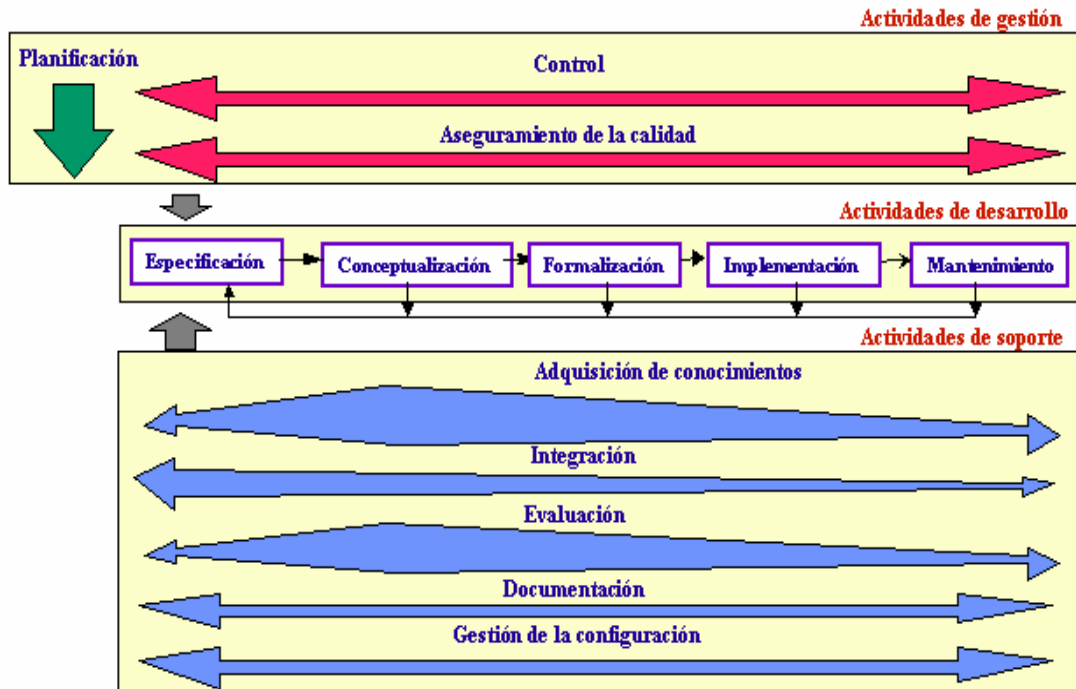 Actividades de gestión
Planificación
Control
Aseguramiento de la calidad
Actividades de desarrollo
Especificación
Conceptualización
Formalización
Implementación
Mantenimiento
Actividades de soporte
Adquisición de conocimientos
Integración
Evaluación
Documentación
Gestión de la configuración